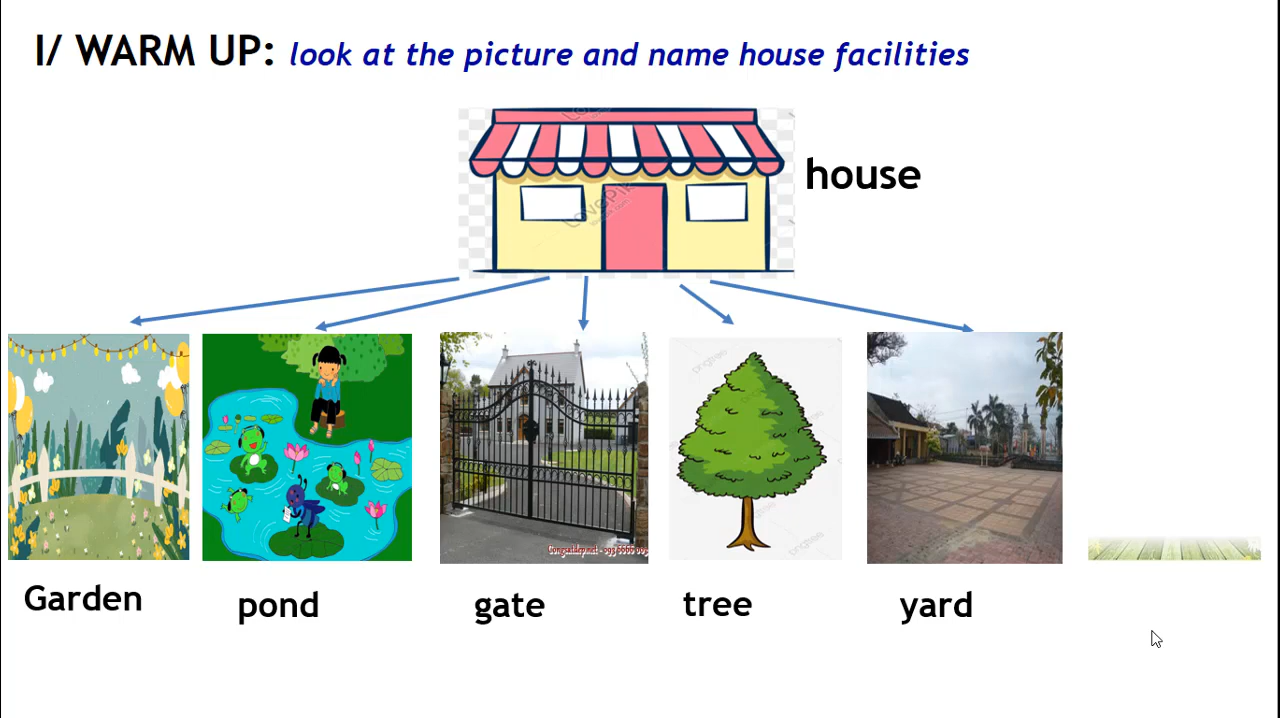 I/ WARM UP: look at the picture and name house facilities
house
Garden
pond
gate
tree
yard